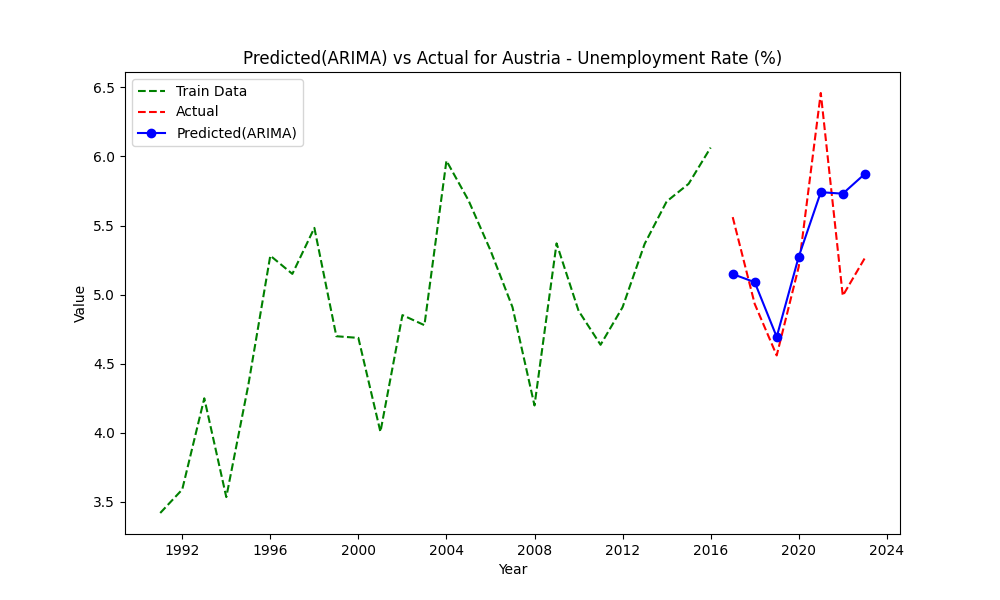 Predicted(ARIMA) vs Actual for Austria - Unemployment Rate (%)
Train Data
Actual
Predicted(ARIMA)
6.5
6.0
5.5
5.0
4.5
4.0
3.5
Value
1992 1996 2000 2004 2008 2012 2016 2020 2024
Year